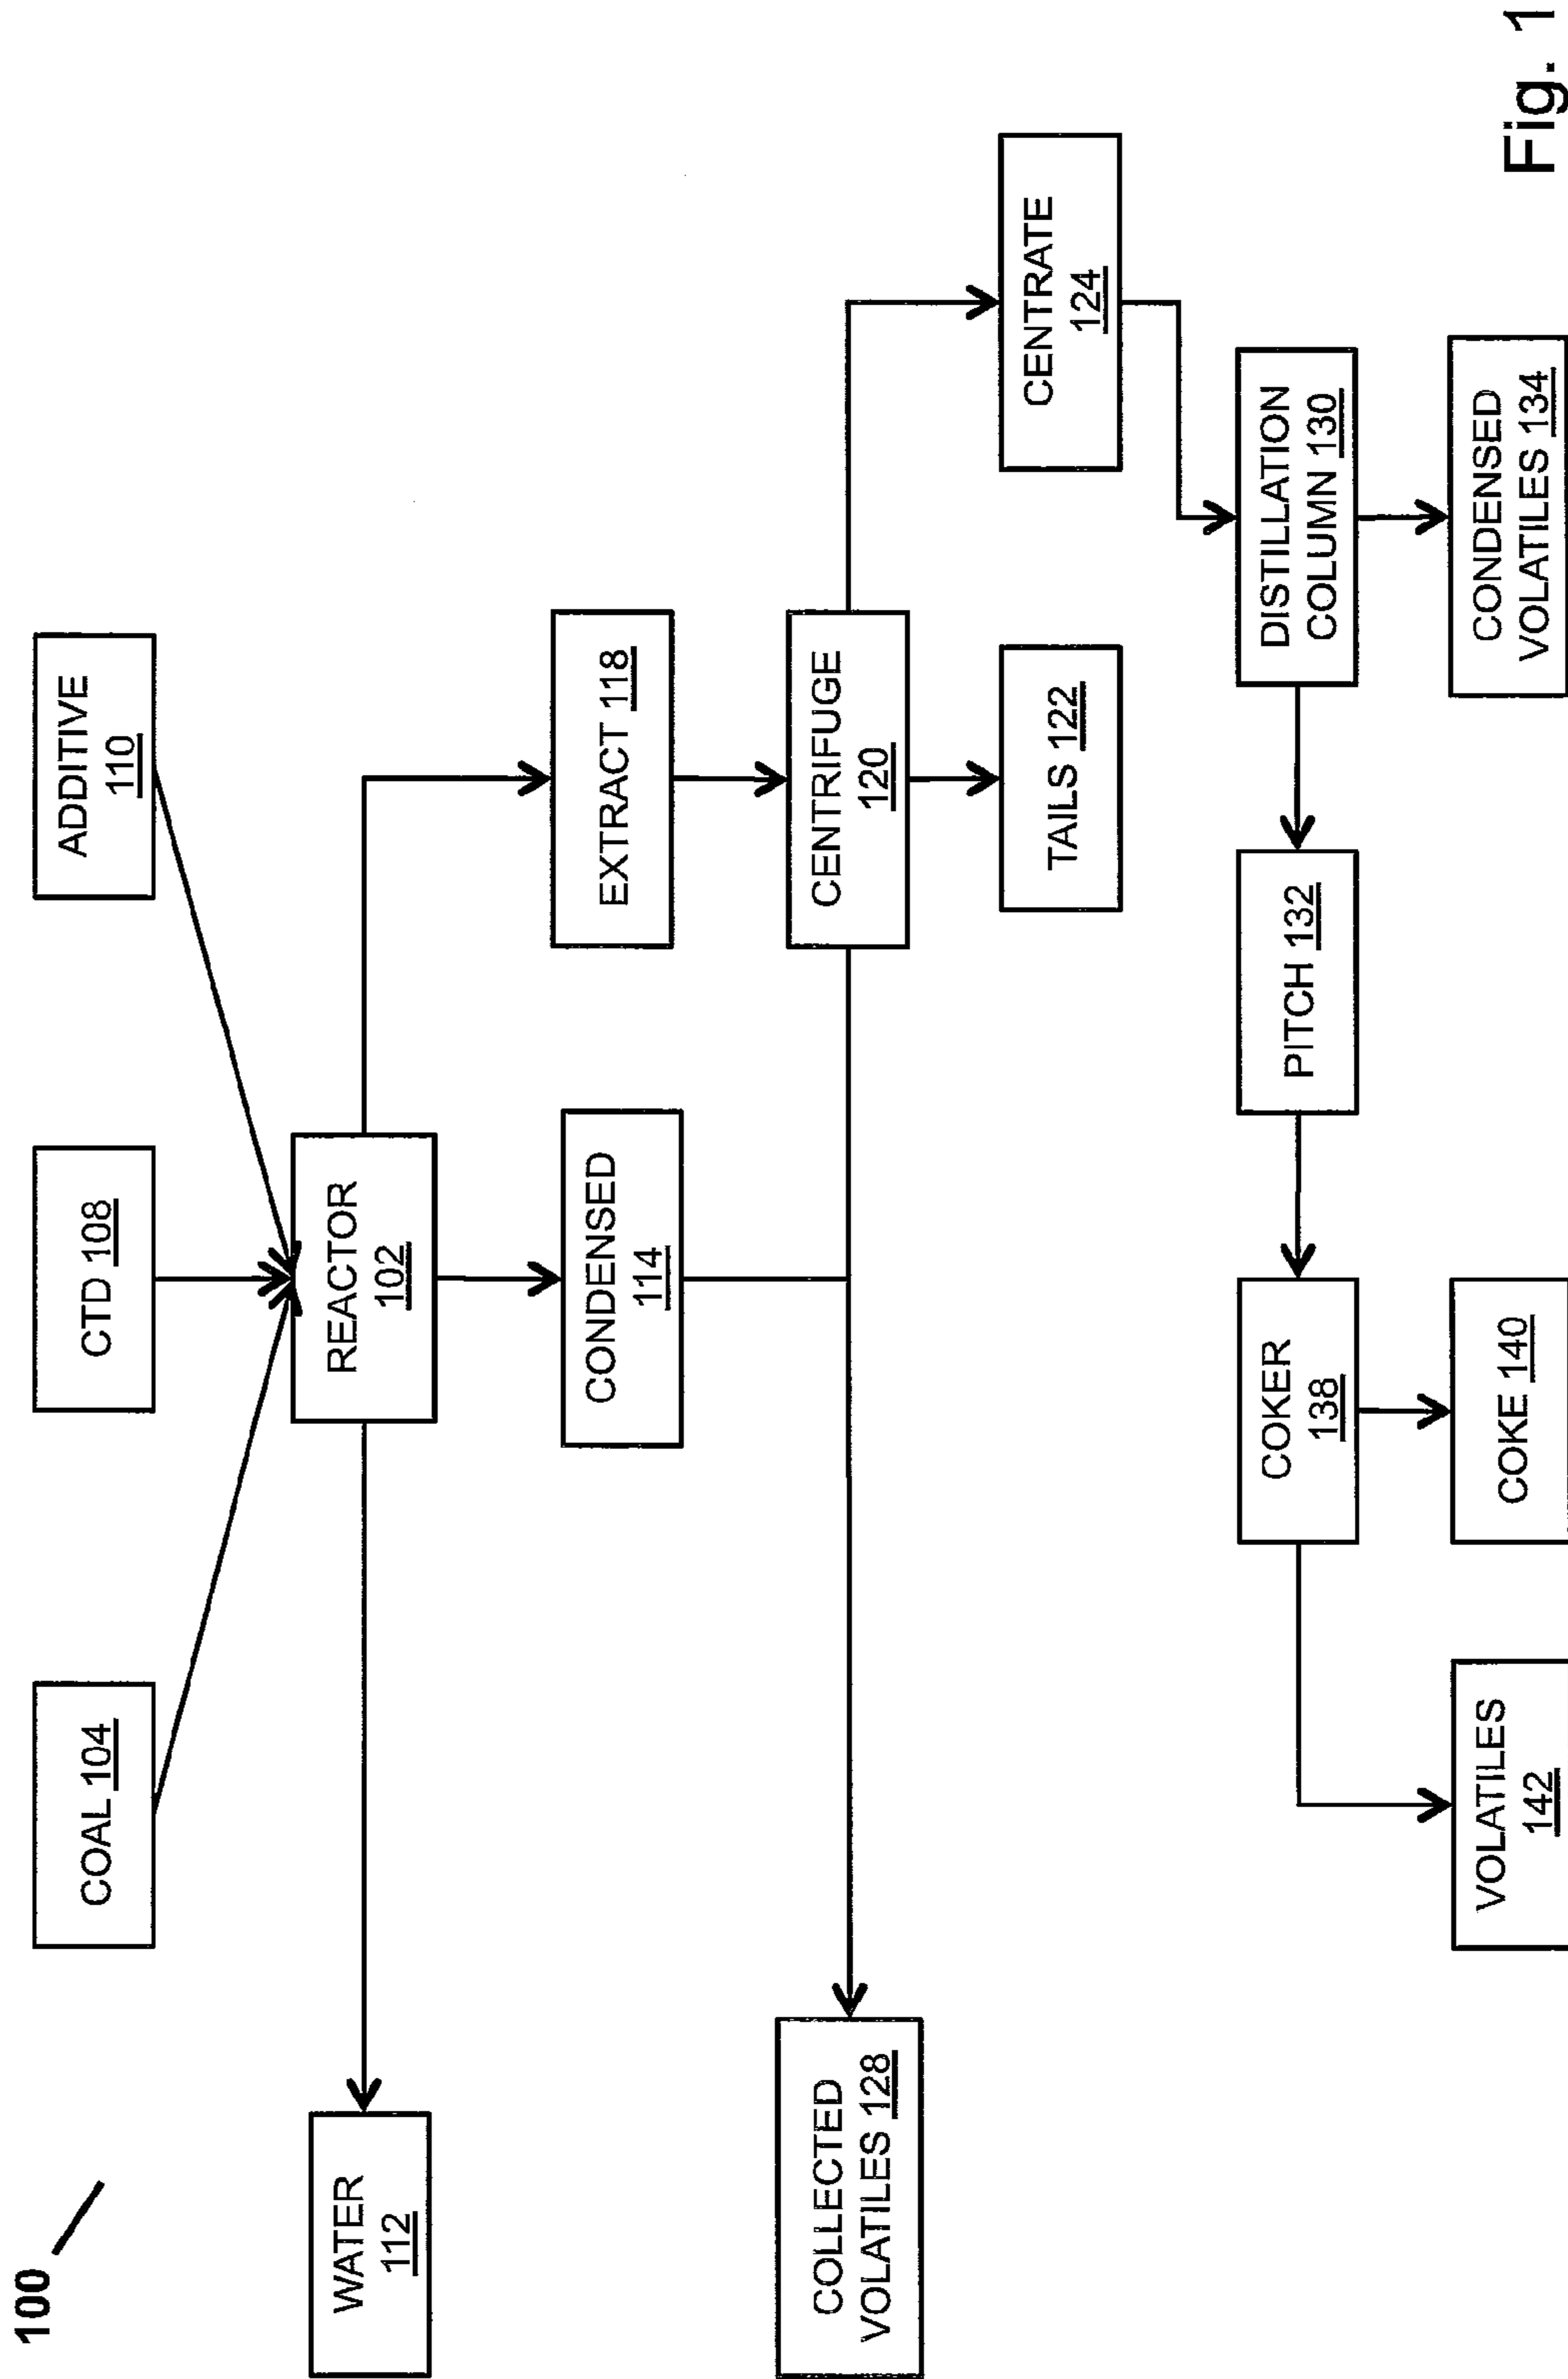 100
COAL 104
CTD 108
ADDITIVE
110
WATER
112
REACTOR
102
CONDENSED
114
EXTRACT 118
COLLECTED
VOLATILES 128
CENTRIFUGE
120
TAILS 122
CENTRATE
124
COKER
138
PITCH 132
DISTILLATION
COLUMN 130
VOLATILES
142
COKE 140
CONDENSED
VOLATILES 134
Fig. 1